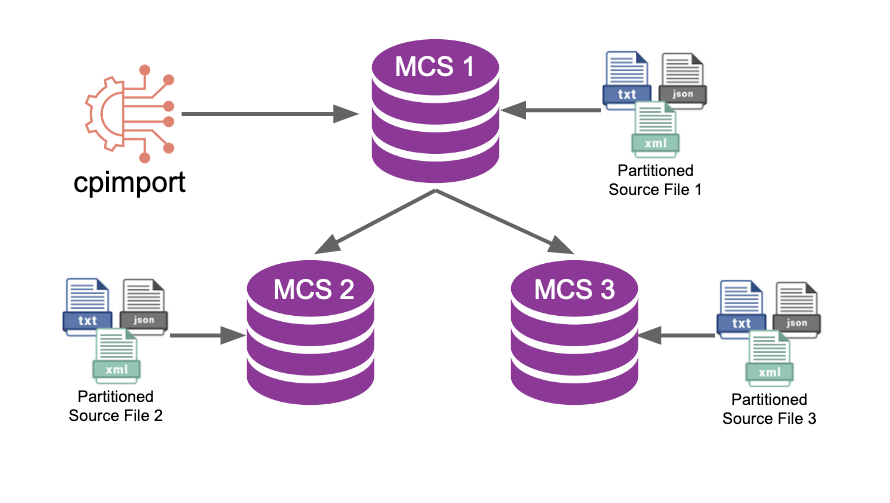 MCS 1
txt
json
xml
cpimport
Partitioned
Source File 1
MCS 2
MCS 3
txt
json
xml
Partitioned
Source File 2
txt
json
xml
Partitioned
Source File 3